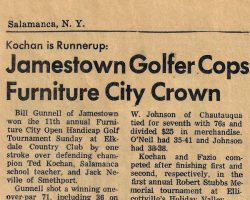 Salamanca, N. Y.
Kochan is Runnerup:
Jamestown Golfer Cops
Furniture City Crown
Bill Gunnell of Jamestown
won the 11th annual Furni-
ture City Open Handicap Golf
Tournament Sunday at Elk-
dale Country Club by one
stroke over defending champ-
ion Ted Kochan, Salamanca
school teacher, and Jack Ne-
ville of Smethport.
Gunnell shot a winning one-
over-par 71, including 36 on
W. Johnson of Chautauqua
tied for seventh with 76s and
divided $25 in merchandise.
O'Neil had 35-41 and Johnson
had 38-38.
Kochan and Fazio com-
peted after finishing first and
second, respectively, in the
first annual Robert Stubbs Me-
morial tournament at Elli-
cottville's Holiday Valley